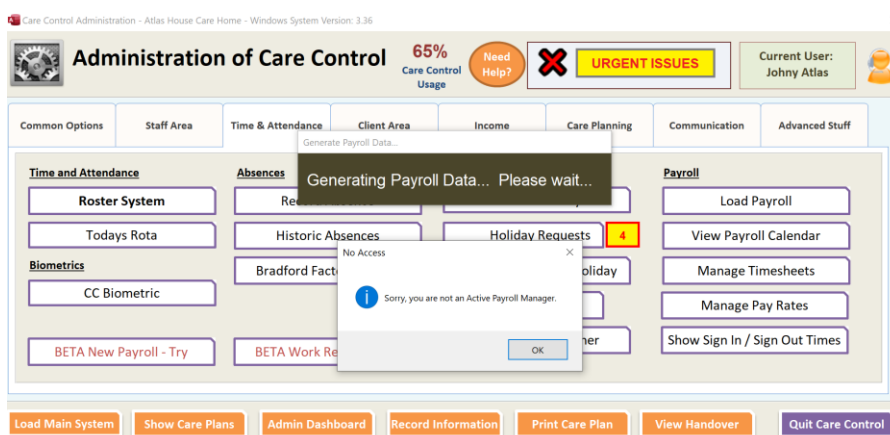 Care Control Administration - Atlas House Care Home - Windows System Version: 3.36
Administration of Care Control
65%
Care Control
Usage
Need
Help?
URGENT ISSUES
Current User:
Johny Atlas
Common Options
Staff Area
Time & Attendance
Client Area
Income
Care Planning
Communication
Advanced Stuff
Generate Payroll Data...
Generating Payroll Data... Please wait...
Time and Attendance
Roster System
Todays Rota
Biometrics
CC Biometric
BETA New Payroll - Try
Absences
Historic Absences
Bradford
BETA Work
Holiday Requests
4
Payroll
Load Payroll
View Payroll Calendar
Manage Timesheets
Manage Pay Rates
Show Sign In / Sign Out Times
No Access
Sorry, you are not an Active Payroll Manager.
OK
Load Main System
Show Care Plans
Admin Dashboard
Record Information
Print Care Plan
View Handover
Quit Care Control